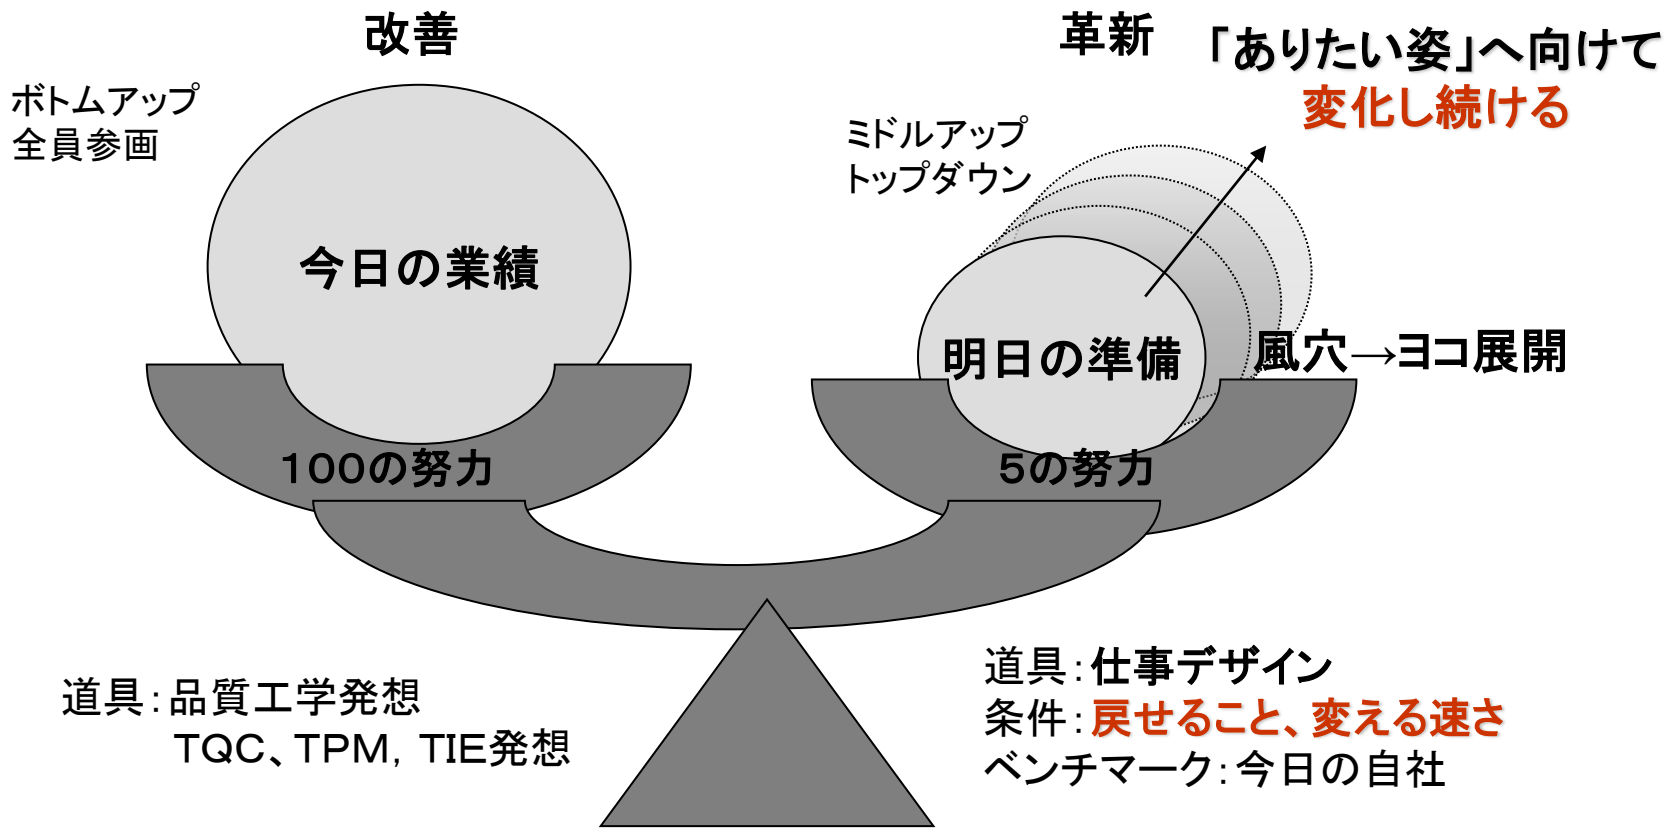 改善
ボトムアップ
全員参画
今日の業績
100の努力
革新
「ありたい姿」へ向けて
変化し続ける
ミドルアップ
トップダウン
明日の準備
風穴→ヨコ展開
5の努力
道具：品質工学発想
TQC、TPM，TIE発想
道具：仕事デザイン
条件：戻せること、変える速さ
ベンチマーク：今日の自社